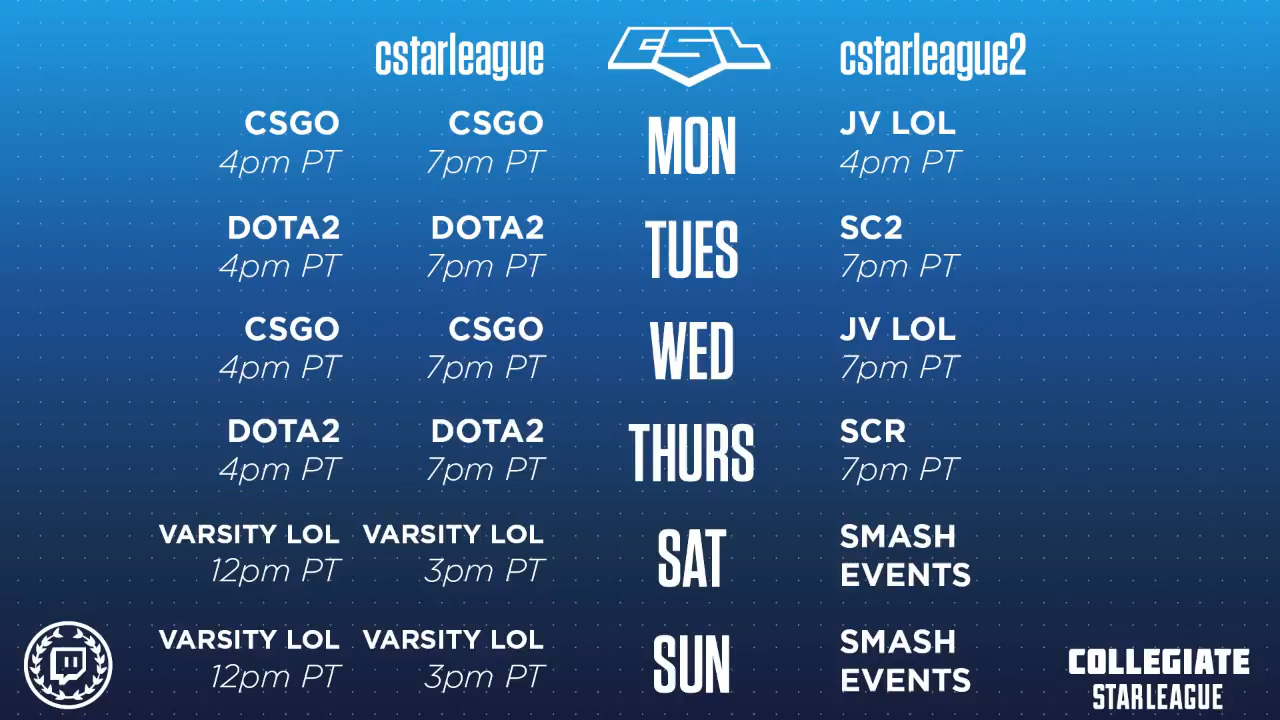 cstarleague CSL cstarleague2
CSGO CSGO MON JV LOL
4pm PT 7pm PT 4pm PT
DOTA2 DOTA2 TUES SC2
4pm PT 7pm PT 7pm PT
CSGO CSGO WED JV LOL
4pm PT 7pm PT 7pm PT
DOTA2 DOTA2 THURS SCR
4pm PT 7pm PT 7pm PT
VARSITY LOL VARSITY LOL SAT SMASH
12pm PT 3pm PT EVENTS
VARSITY LOL VARSITY LOL SUN SMASH
12pm PT 3pm PT EVENTS
COLLEGIATE
STARLEAGUE